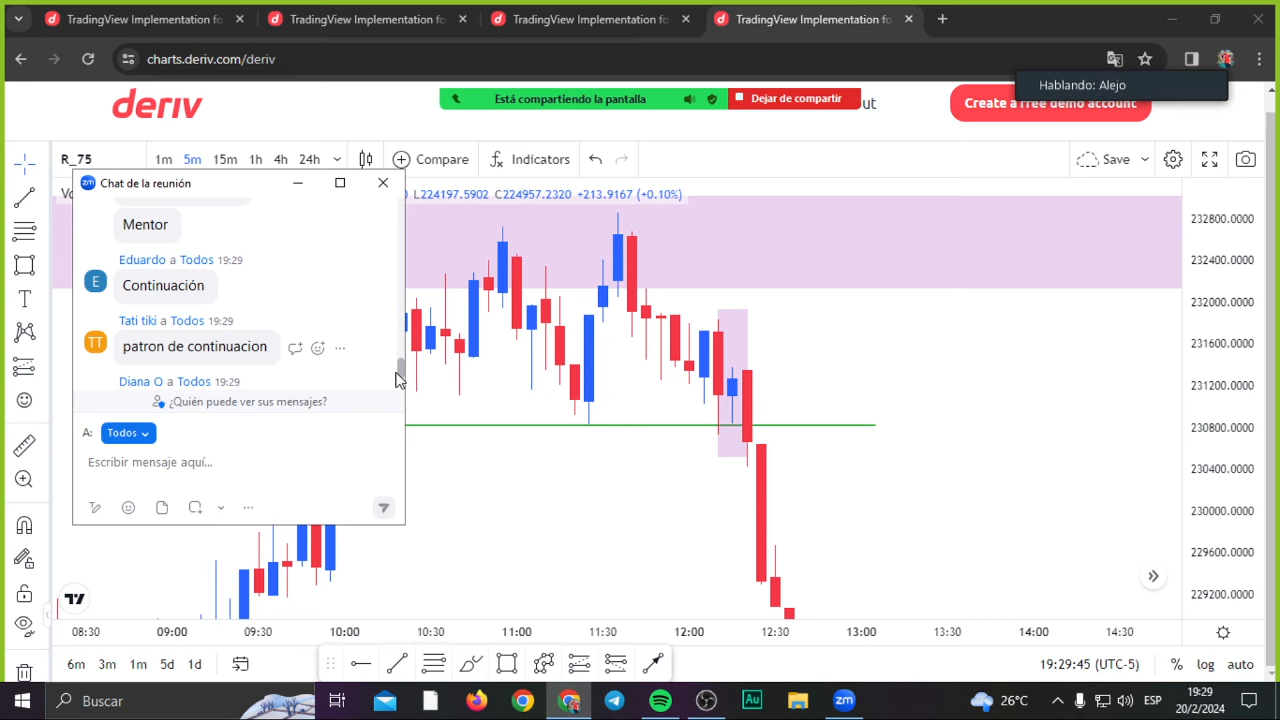 TradingView Implementation fo
TradingView Implementation fo
TradingView Implementation fo
TradingView Implementation fo
charts.deriv.com/deriv
Hablando: Alejo
deriv
Está compartiendo la pantalla
Dejar de compartir
out
Create a free demo account
R_75
1m 5m 15m 1h 4h 24h
Compare
Indicators
Save
Chat de la reunión
Vo
L224197.5902 C224957.2320 +213.9167 (+0.10%)
Mentor
Eduardo a Todos 19:29
E
Continuación
Tati tiki a Todos 19:29
TT
patron de continuacion
Diana O a Todos 19:29
¿Quién puede ver sus mensajes?
A: Todos
Escribir mensaje aquí...
232800.0000
232400.0000
232000.0000
231600.0000
231200.0000
230800.0000
230400.0000
230000.0000
229600.0000
229200.0000
08:30 09:00 09:30 10:00 10:30 11:00 11:30 12:00 12:30 13:00 13:30 14:00 14:30
6m 3m 1m 5d 1d
19:29:45 (UTC-5) % log auto
Buscar
Au
zm
26°C
ESP
19:29
20/2/2024